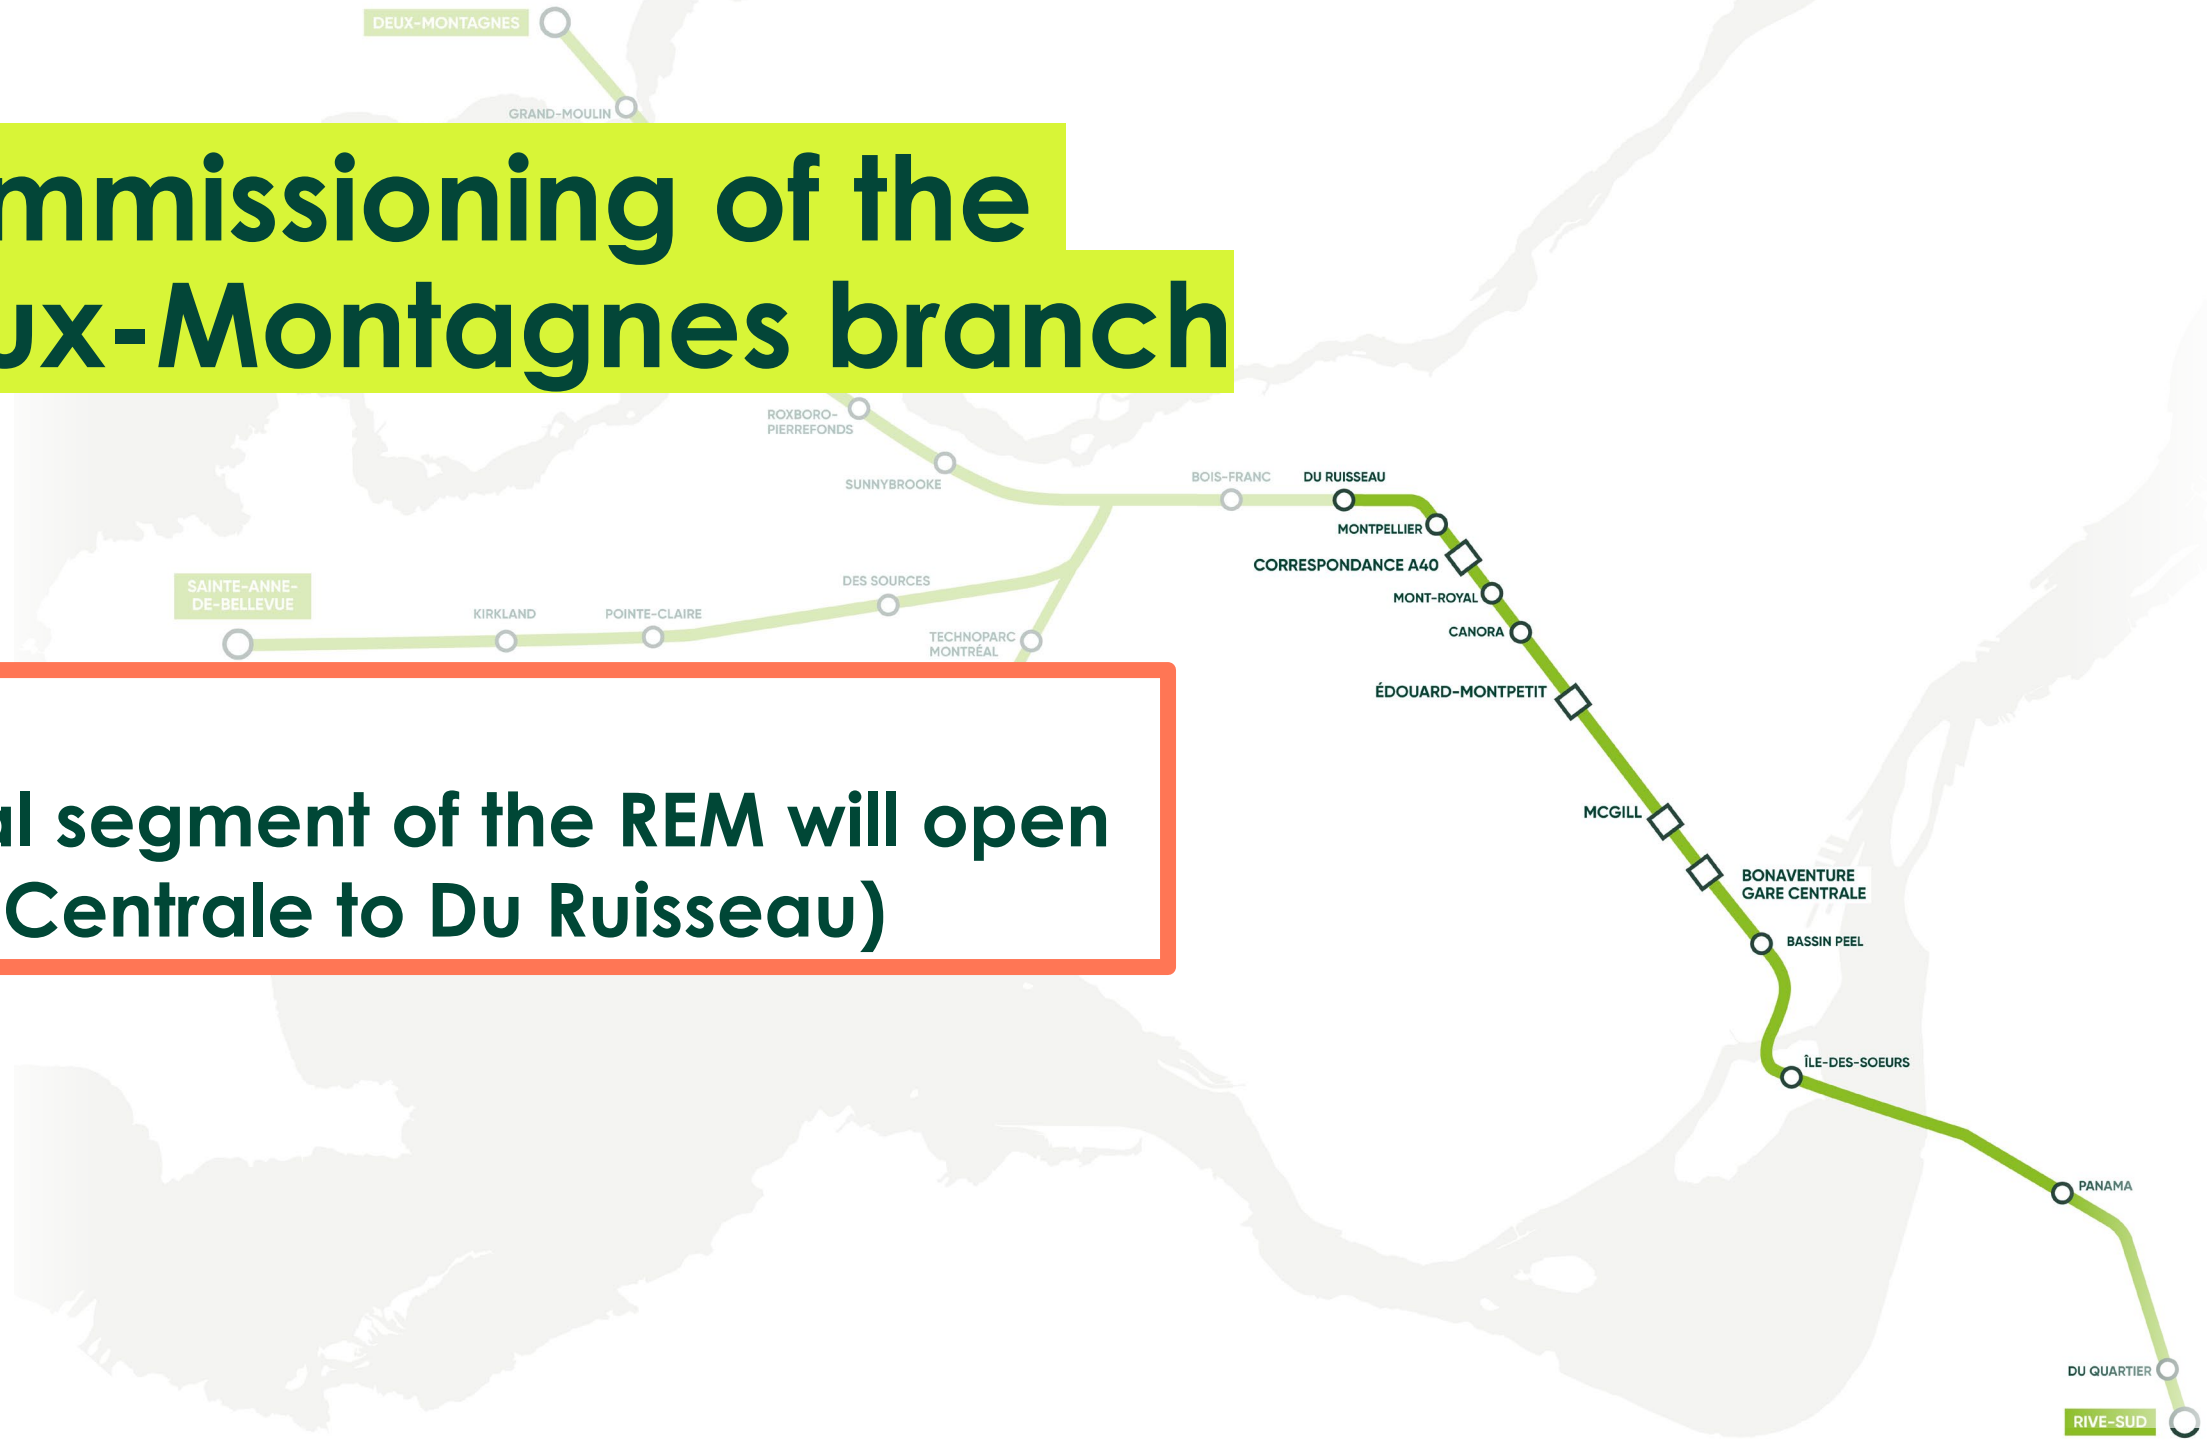 DEUX-MONTAGNES
GRAND-MOULIN
mmissioning of the
ux-Montagnes branch
ROXBORO-
PIERREFONDS
SUNNYBROOKE
BOIS-FRANC
DU RUISSEAU
MONTPELLIER
CORRESPONDANCE A40
MONT-ROYAL
CANORA
SAINTE-ANNE-
DE-BELLEVUE
KIRKLAND
POINTE-CLAIRE
DES SOURCES
TECHNOPARC
MONTRÉAL
ÉDOUARD-MONTPETIT
al segment of the REM will open
Centrale to Du Ruisseau)
MCGILL
BONAVENTURE
GARE CENTRALE
BASSIN PEEL
ÎLE-DES-SOEURS
PANAMA
DU QUARTIER
RIVE-SUD